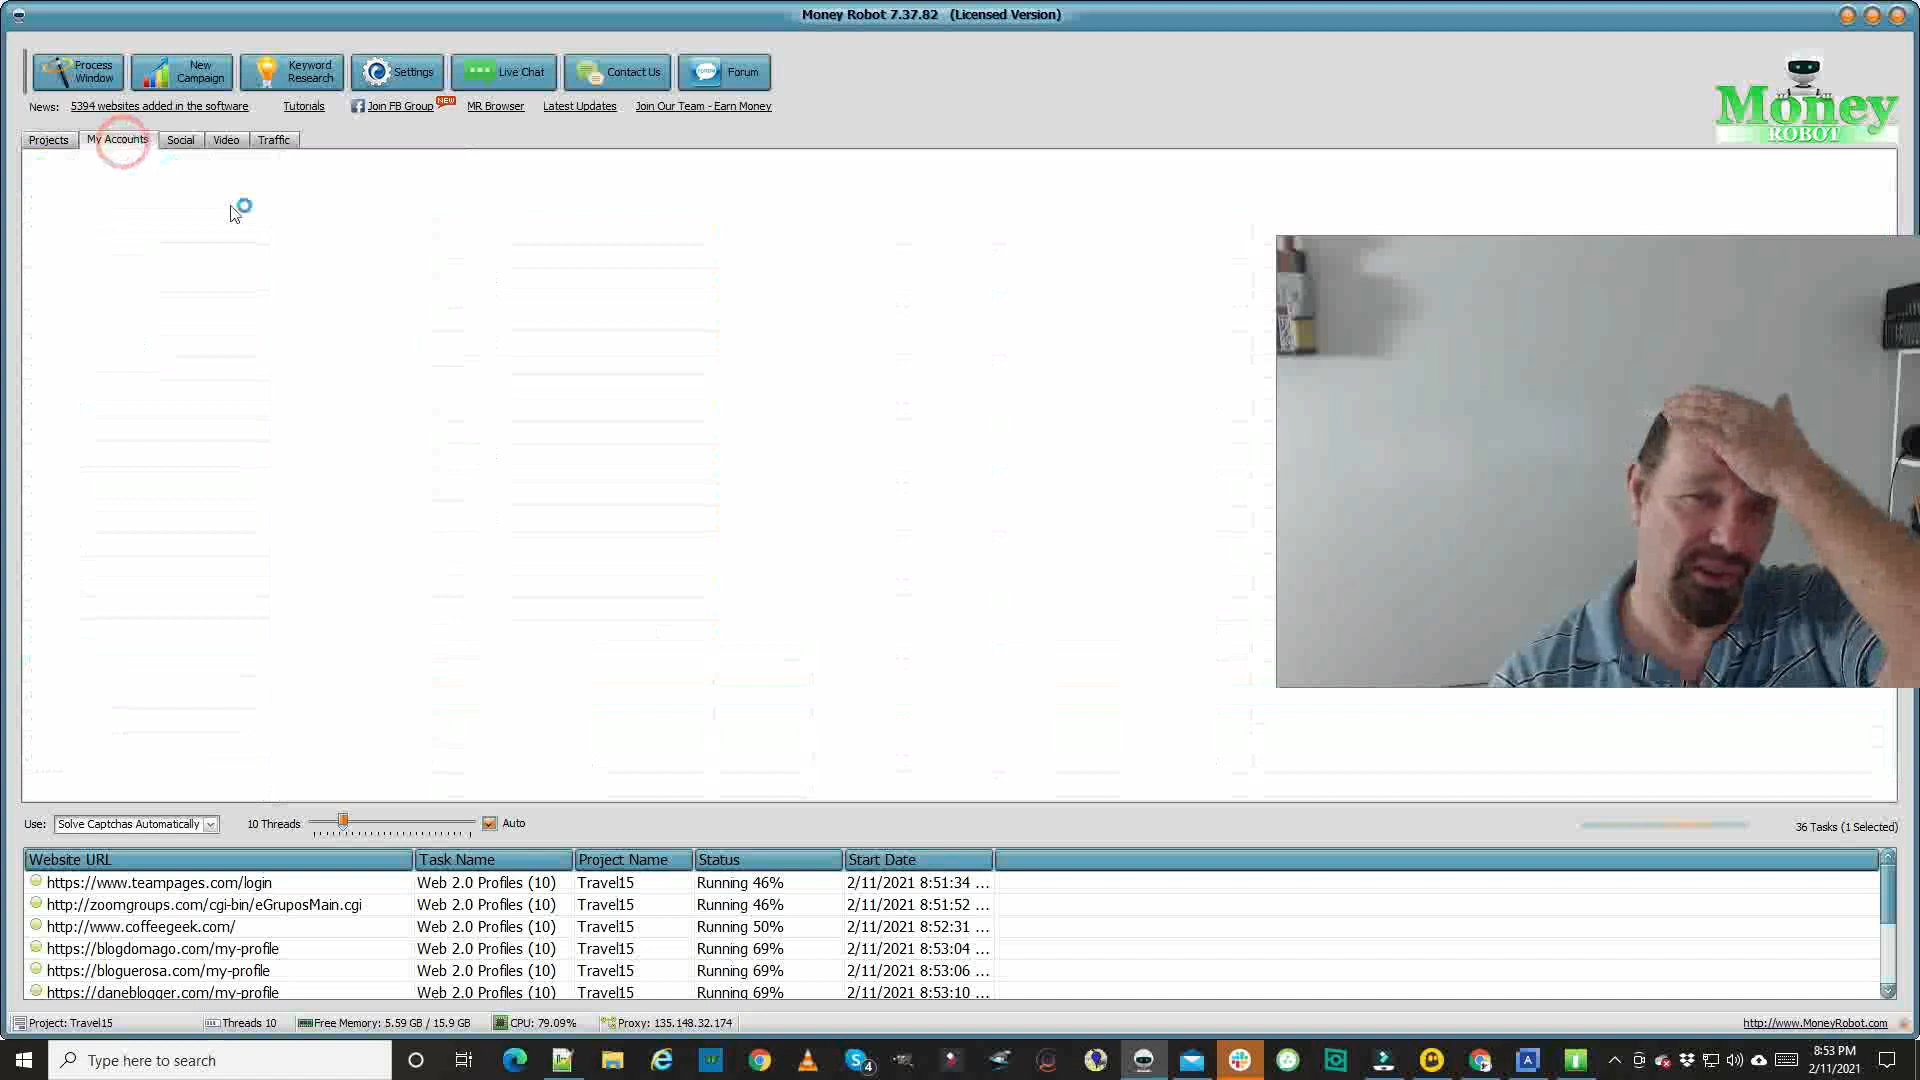 Money Robot 7.37.82 (Licensed Version)
Process Window
New Campaign
Keyword Research
Settings
Live Chat
Contact Us
Forum
News: 5394 websites added in the software Tutorials Join FB Group NEW MR Browser Latest Updates Join Our Team - Earn Money
Money
ROBOT
Projects My Accounts Social Video Traffic
Use: Solve Captchas Automatically 10 Threads Auto 36 Tasks (1 Selected)
Website URL Task Name Project Name Status Start Date
https://www.teampages.com/login Web 2.0 Profiles (10) Travel15 Running 46% 2/11/2021 8:51:34 ...
http://zoomgroups.com/cgi-bin/eGruposMain.cgi Web 2.0 Profiles (10) Travel15 Running 46% 2/11/2021 8:51:52 ...
http://www.coffeegeek.com/ Web 2.0 Profiles (10) Travel15 Running 50% 2/11/2021 8:52:31 ...
https://blogdomago.com/my-profile Web 2.0 Profiles (10) Travel15 Running 69% 2/11/2021 8:53:04 ...
https://bloguerosa.com/my-profile Web 2.0 Profiles (10) Travel15 Running 69% 2/11/2021 8:53:06 ...
https://daneblogger.com/my-profile Web 2.0 Profiles (10) Travel15 Running 69% 2/11/2021 8:53:10 ...
Project: Travel15 Threads 10 Free Memory: 5.59 GB / 15.9 GB CPU: 79.09% Proxy: 135.148.32.174 http://www.MoneyRobot.com
Type here to search
4
8:53 PM
2/11/2021